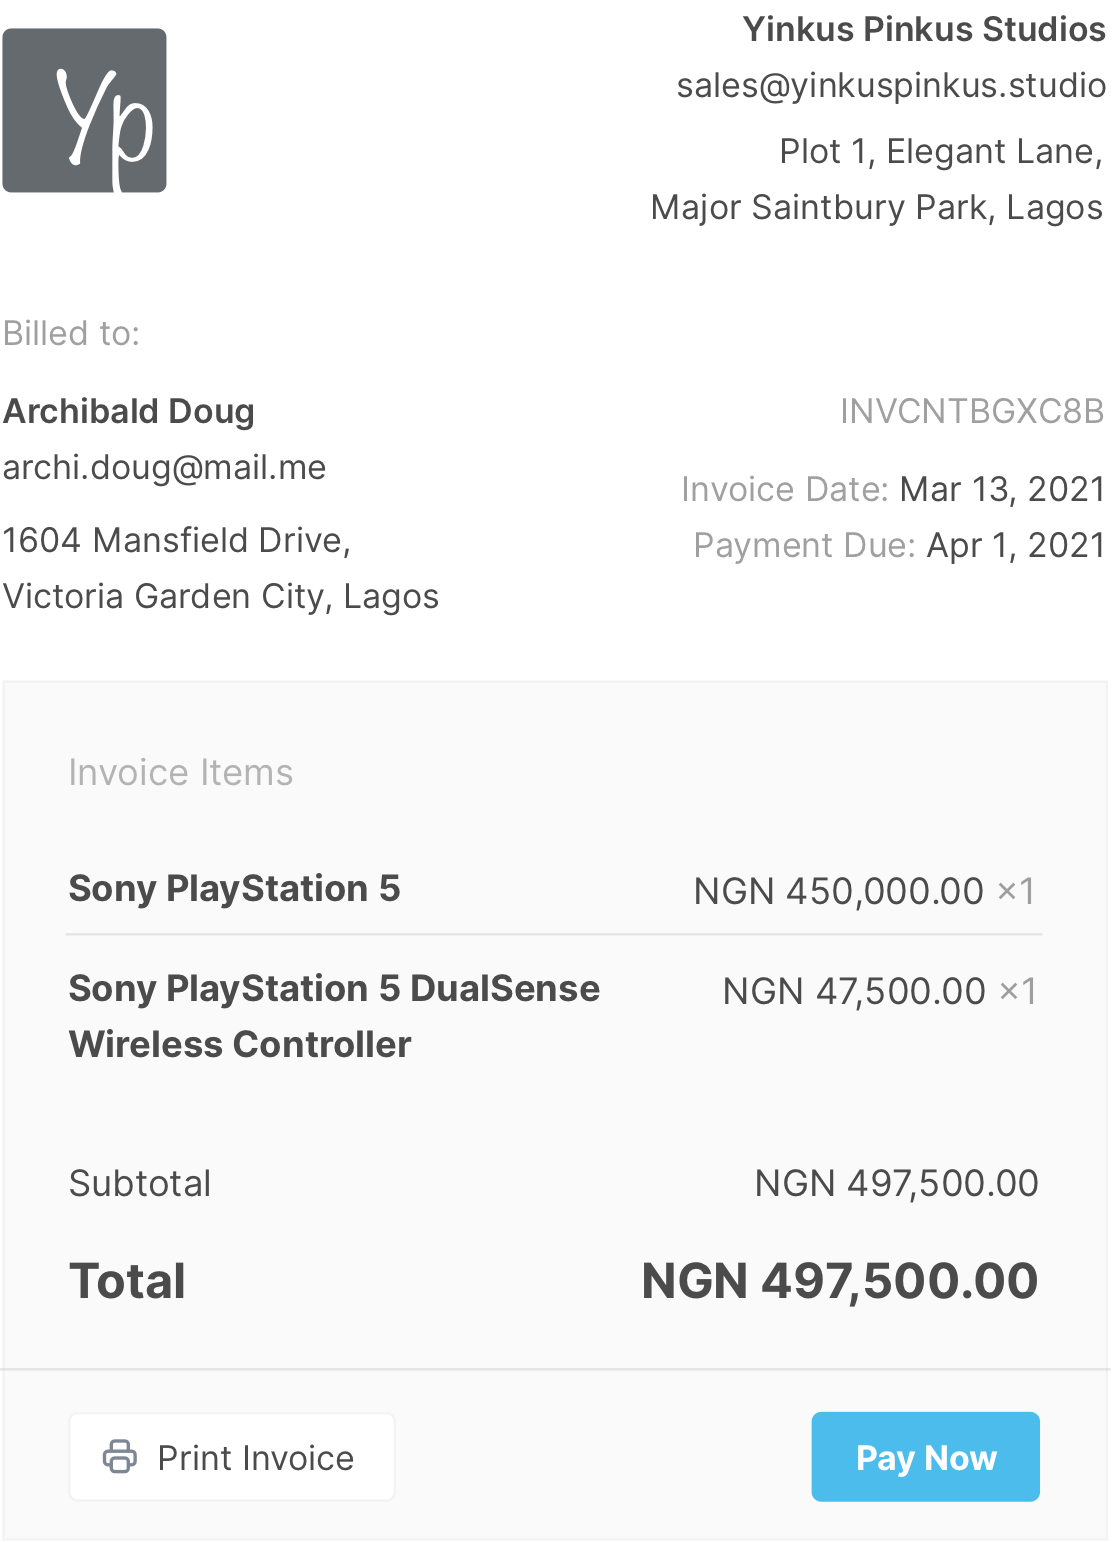 Yp
Yinkus Pinkus Studios
sales@yinkuspinkus.studio
Plot 1, Elegant Lane,
Major Saintbury Park, Lagos
Billed to:
Archibald Doug
archi.doug@mail.me
1604 Mansfield Drive,
Victoria Garden City, Lagos
INVCNTBGXC8B
Invoice Date: Mar 13, 2021
Payment Due: Apr 1, 2021
Invoice Items
Sony PlayStation 5 NGN 450,000.00 ×1
Sony PlayStation 5 DualSense NGN 47,500.00 ×1
Wireless Controller
Subtotal NGN 497,500.00
Total NGN 497,500.00
Print Invoice Pay Now